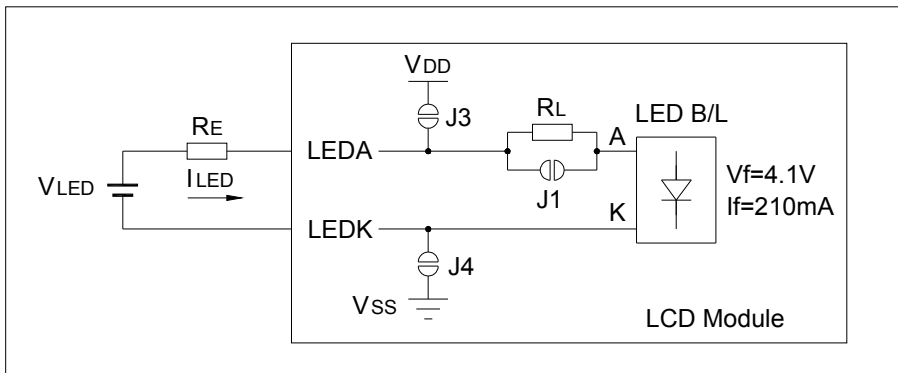 VDD
J3
RL
LED B/L
RE
LEDA
A
J1
Vf=4.1V
If=210mA
VLED
ILED
LEDK
K
J4
VSS
LCD Module